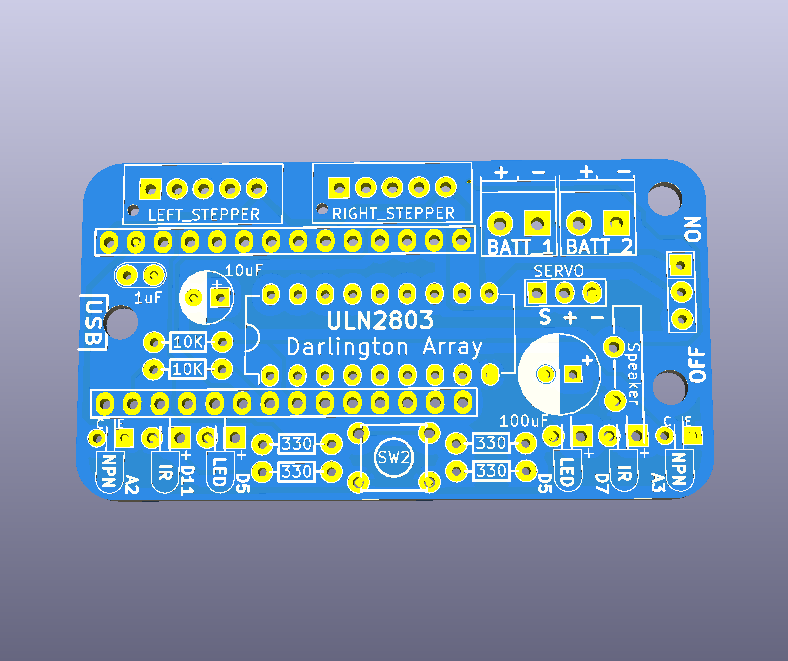 + -
+ -
LEFT_STEPPER
RIGHT_STEPPER
BATT_1
BATT_2
ON
10uF
+
1uF
SERVO
S + -
USB
ULN2803
Darlington Array
10K
10K
+
Speaker
OFF
100uF
C E
NPN
A2
IR
+
D11
LED
+
D5
330
330
SW2
330
330
D5
LED
+
D7
IR
+
A3
NPN
C E